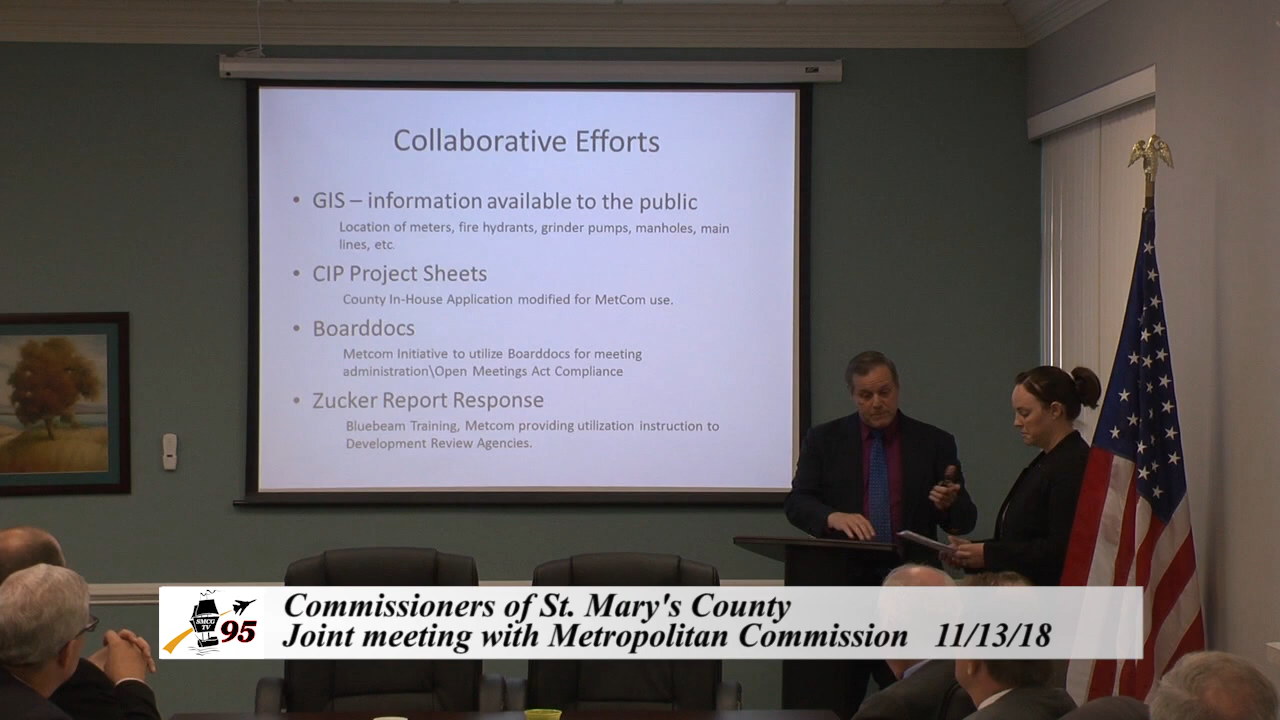 Collaborative Efforts
• GIS – information available to the public
Location of meters, fire hydrants, grinder pumps, manholes, main
lines, etc.
• CIP Project Sheets
County In-House Application modified for MetCom use.
• Boarddocs
Metcom Initiative to utilize Boarddocs for meeting
administration\Open Meetings Act Compliance
• Zucker Report Response
Bluebeam Training, Metcom providing utilization instruction to
Development Review Agencies.
SMCG
TV
95
Commissioners of St. Mary's County
Joint meeting with Metropolitan Commission 11/13/18